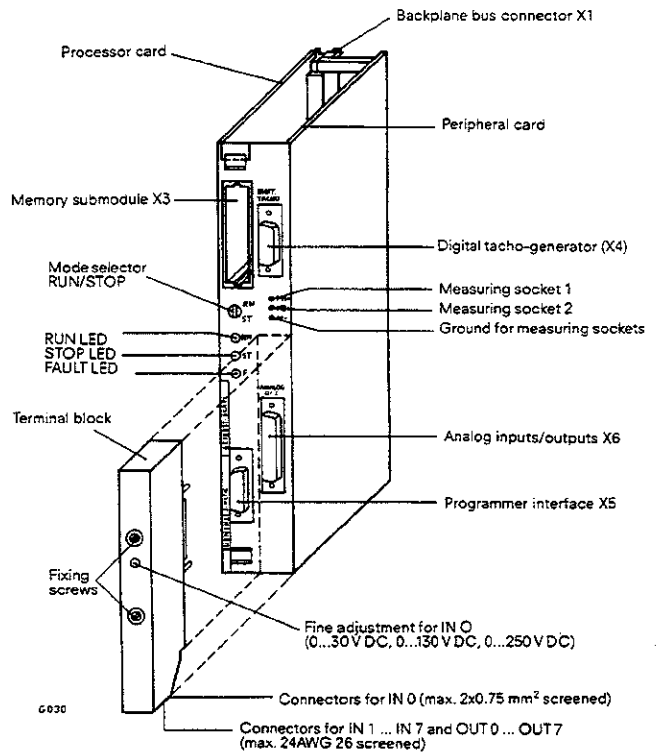 Backplane bus connector X1
Processor card
Peripheral card
Memory submodule X3
Digital tacho-generator (X4)
Mode selector
RUN/STOP
Measuring socket 1
Measuring socket 2
Ground for measuring sockets
RUN LED
STOP LED
FAULT LED
ST
ST
F
TACHO
ANALOG
Terminal block
Analog inputs/outputs X6
Programmer interface X5
Fixing
screws
Fine adjustment for IN O
(0...30 V DC, 0...130 V DC, 0...250 V DC)
G030
Connectors for IN 0 (max. 2x0.75 mm² screened)
Connectors for IN 1 ... IN 7 and OUT 0 ... OUT 7
(max. 24AWG 26 screened)